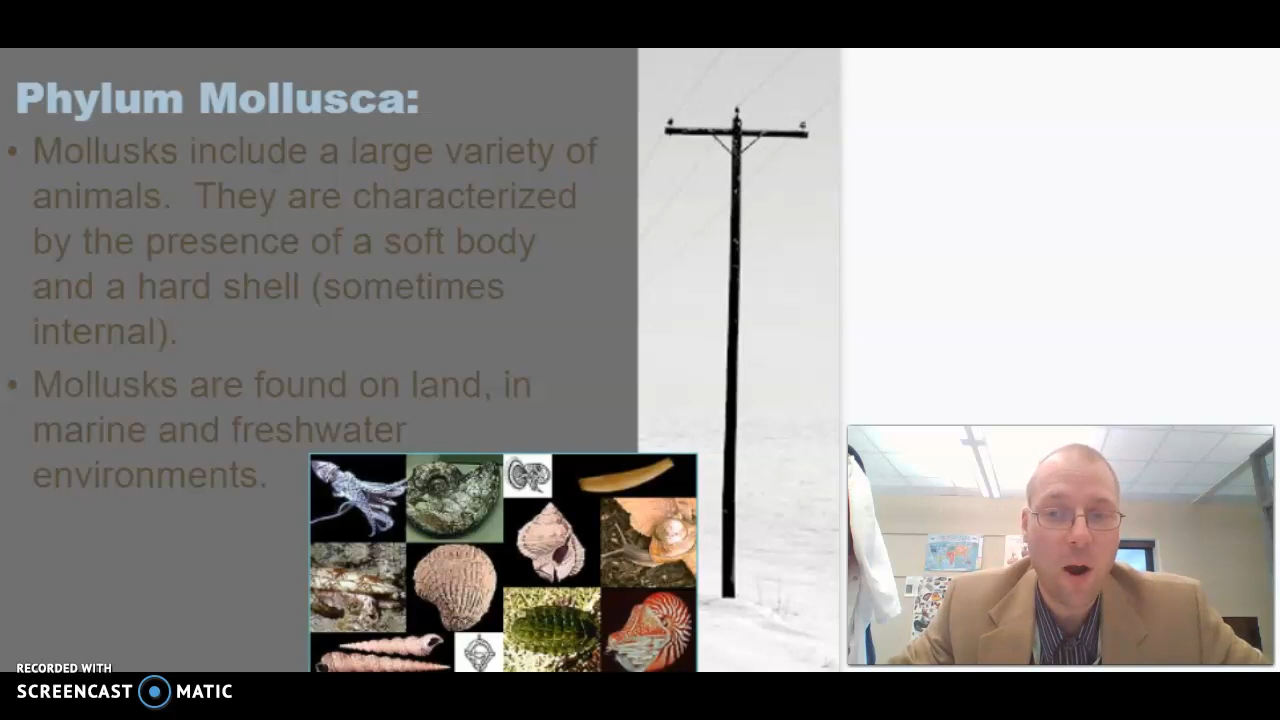 Phylum Mollusca:
• Mollusks include a large variety of
animals. They are characterized
by the presence of a soft body
and a hard shell (sometimes
internal).
• Mollusks are found on land, in
marine and freshwater
environments.
RECORDED WITH
SCREENCAST MATIC